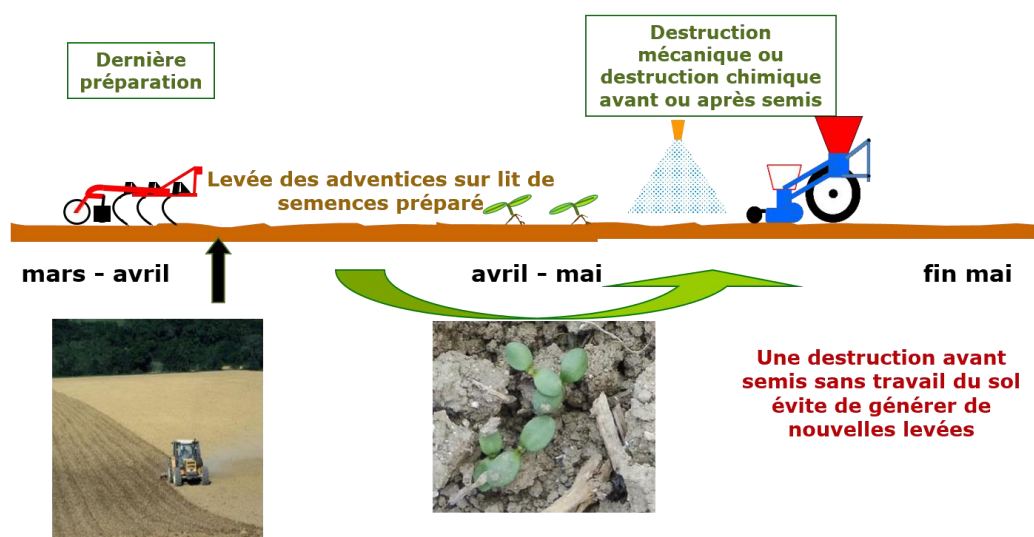 Dernière
préparation
Destruction
mécanique ou
destruction chimique
avant ou après semis
Levée des adventices sur lit de
semences préparé
mars – avril
avril – mai
fin mai
Une destruction avant
semis sans travail du sol
évite de générer de
nouvelles levées